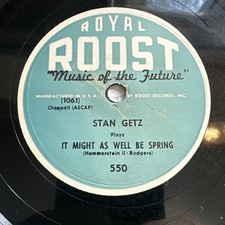 ROYAL
ROOST
"Music of the Future"
MANUFACTURED IN U.S.A. BY ROOST RECORDS, INC.
(1061)
Chappell (ASCAP)
STAN GETZ
Plays
IT MIGHT AS WELL BE SPRING
(Hammerstein II - Rodgers)
550